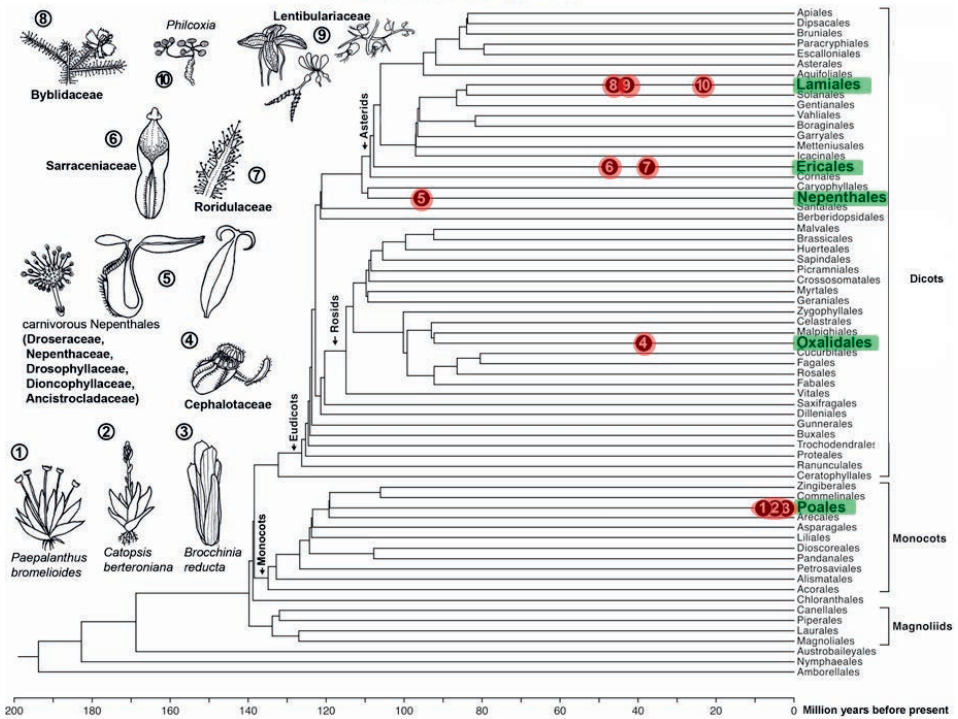 ⑧
Philcoxia
Lentibulariaceae
⑨
⑩
Byblidaceae
⑥
Sarraceniaceae
⑦
Roridulaceae
⑤
carnivorous Nepenthales
(Droseraceae,
Nepenthaceae,
Drosophyllaceae,
Dioncophyllaceae,
Ancistrocladaceae)
④
Cephalotaceae
①
②
③
Paepalanthus
bromelioides
Catopsis
berteroniana
Brocchinia
reducta
Asterids
Rosids
Eudicots
Monocots
Apiales
Dipsacales
Bruniales
Paracryphiales
Escalloniales
Asterales
Aquifoliales
8 9 10 Lamiales
Solanales
Gentianales
Vahliales
Boraginales
Garryales
Metteniusales
Icacinales
6 7 Ericales
Cornales
Caryophyllales
5 Nepenthales
Santalales
Berberidopsidales
Malvales
Brassicales
Huerteales
Sapindales
Picramniales
Crossosomatales
Myrtales
Geraniales
Zygophyllales
Celastrales
Malpighiales
4 Oxalidales
Cucurbitales
Fagales
Rosales
Fabales
Vitales
Saxifragales
Dilleniales
Gunnerales
Buxales
Trochodendrales
Proteales
Ranunculales
Ceratophyllales
Zingiberales
Commelinales
1 2 3 Poales
Arecales
Asparagales
Liliales
Dioscoreales
Pandanales
Petrosaviales
Alismatales
Acorales
Chloranthales
Canellales
Piperales
Laurales
Magnoliales
Austrobaileyales
Nymphaeales
Amborellales
Dicots
Monocots
Magnoliids
200 180 160 140 120 100 80 60 40 20 0 Million years before present